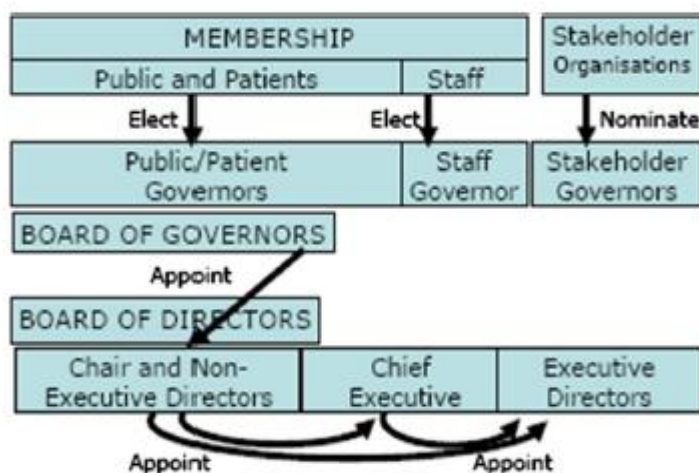 MEMBERSHIP
Public and Patients
Staff
Stakeholder
Organisations
Elect
Elect
Nominate
Public/Patient
Governors
Staff
Governor
Stakeholder
Governors
BOARD OF GOVERNORS
Appoint
BOARD OF DIRECTORS
Chair and Non-
Executive Directors
Chief
Executive
Executive
Directors
Appoint
Appoint